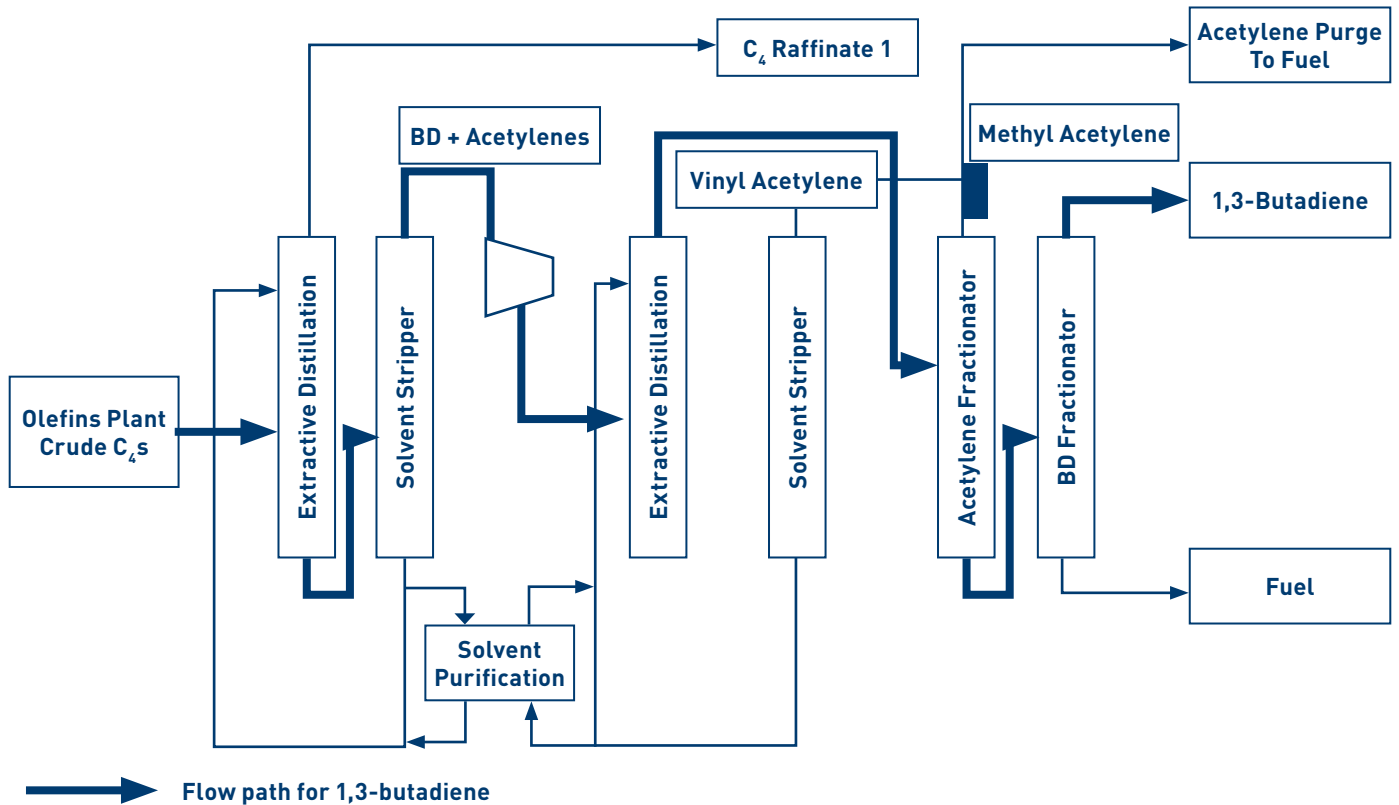 C₄ Raffinate 1
Acetylene Purge
To Fuel
BD + Acetylenes
Methyl Acetylene
Vinyl Acetylene
1,3-Butadiene
Olefins Plant
Crude C₄s
Extractive Distillation
Solvent Stripper
Extractive Distillation
Solvent Stripper
Acetylene Fractionator
BD Fractionator
Fuel
Solvent
Purification
Flow path for 1,3-butadiene